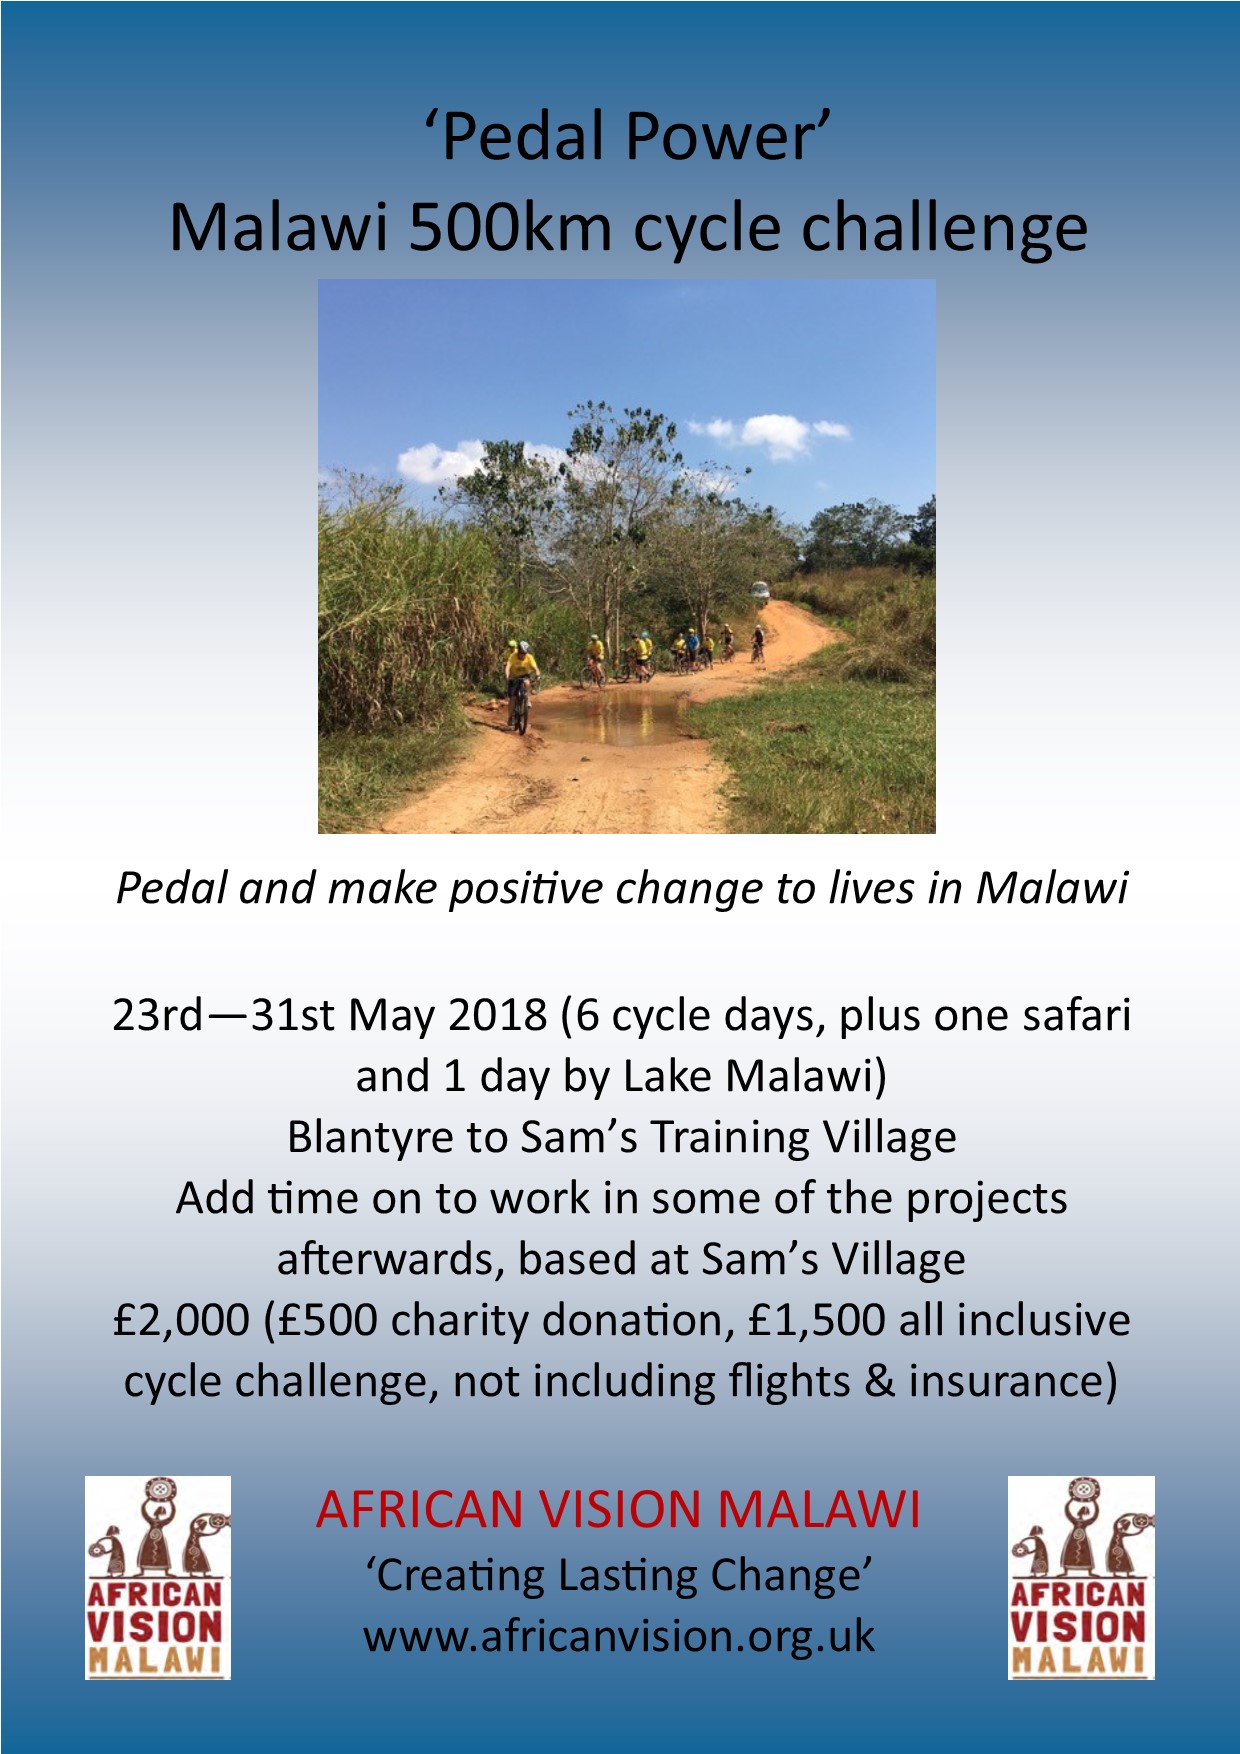 ‘Pedal Power’
Malawi 500km cycle challenge
Pedal and make positive change to lives in Malawi
23rd—31st May 2018 (6 cycle days, plus one safari
and 1 day by Lake Malawi)
Blantyre to Sam’s Training Village
Add time on to work in some of the projects
afterwards, based at Sam’s Village
£2,000 (£500 charity donation, £1,500 all inclusive
cycle challenge, not including flights & insurance)
AFRICAN VISION MALAWI
‘Creating Lasting Change’
www.africanvision.org.uk
AFRICAN
VISION
MALAWI
AFRICAN
VISION
MALAWI